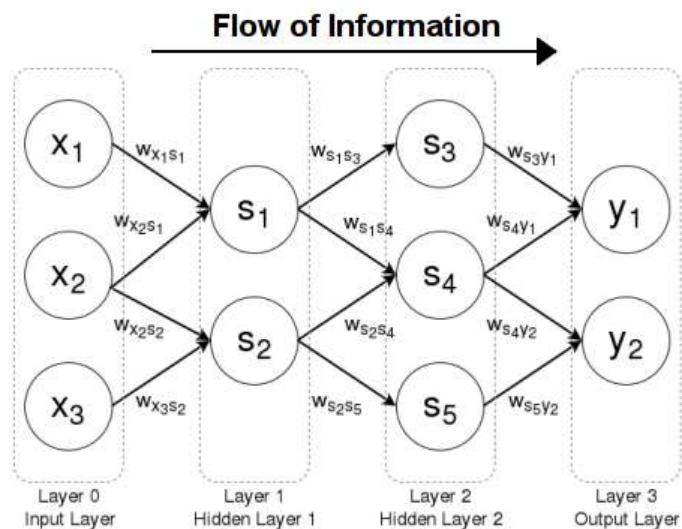 Flow of Information
x₁
x₂
x₃
wₓ₁ₛ₁
wₓ₂ₛ₁
wₓ₂ₛ₂
wₓ₃ₛ₂
s₁
s₂
wₛ₁ₛ₃
wₛ₁ₛ₄
wₛ₂ₛ₄
wₛ₂ₛ₅
s₃
s₄
s₅
wₛ₃y₁
wₛ₄y₁
wₛ₄y₂
wₛ₅y₂
y₁
y₂
Layer 0
Input Layer
Layer 1
Hidden Layer 1
Layer 2
Hidden Layer 2
Layer 3
Output Layer